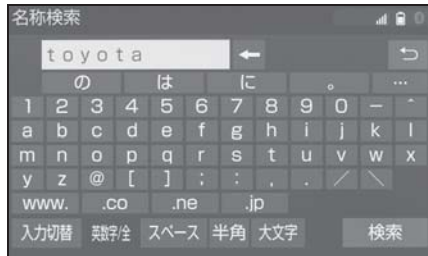 名称検索
toyota
の は に 。 …
1 2 3 4 5 6 7 8 9 0 - ^
a b c d e f g h i j k l
m n o p q r s t u v w x
y z @ [ ] ; : , . / \
www. .co .ne .jp
入力切替 英数字/全 スペース 半角 大文字 検索